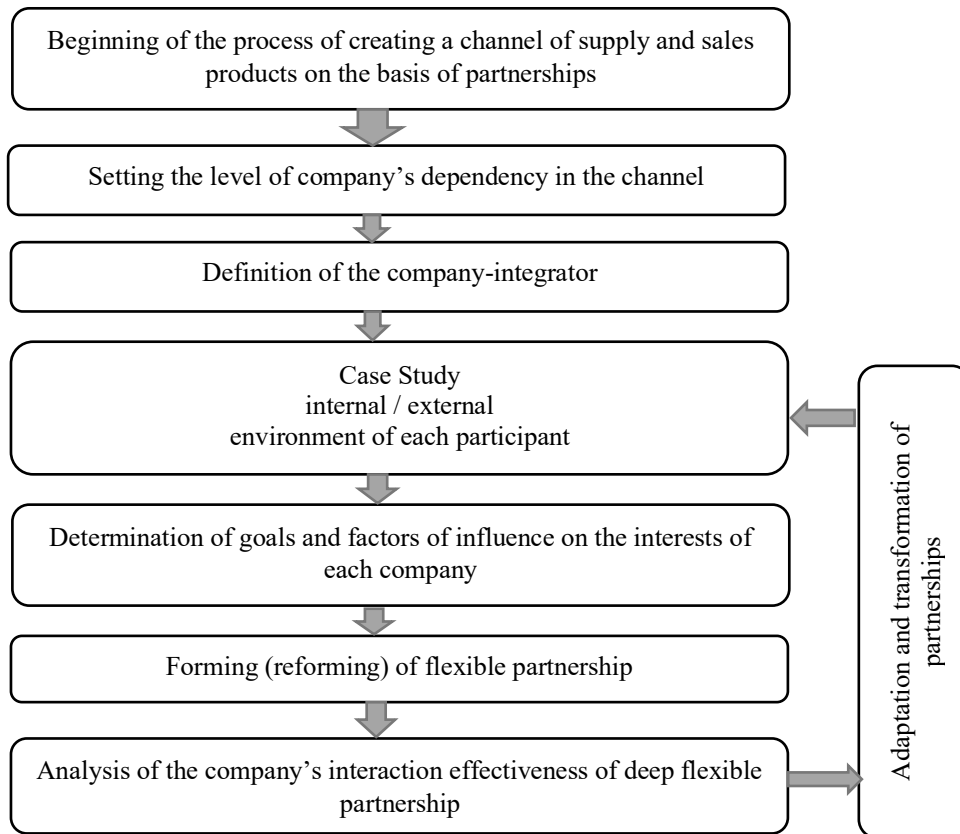 Beginning of the process of creating a channel of supply and sales
products on the basis of partnerships
Setting the level of company’s dependency in the channel
Definition of the company-integrator
Case Study
internal / external
environment of each participant
Determination of goals and factors of influence on the interests of
each company
Forming (reforming) of flexible partnership
Analysis of the company’s interaction effectiveness of deep flexible
partnership
Adaptation and transformation of
partnerships